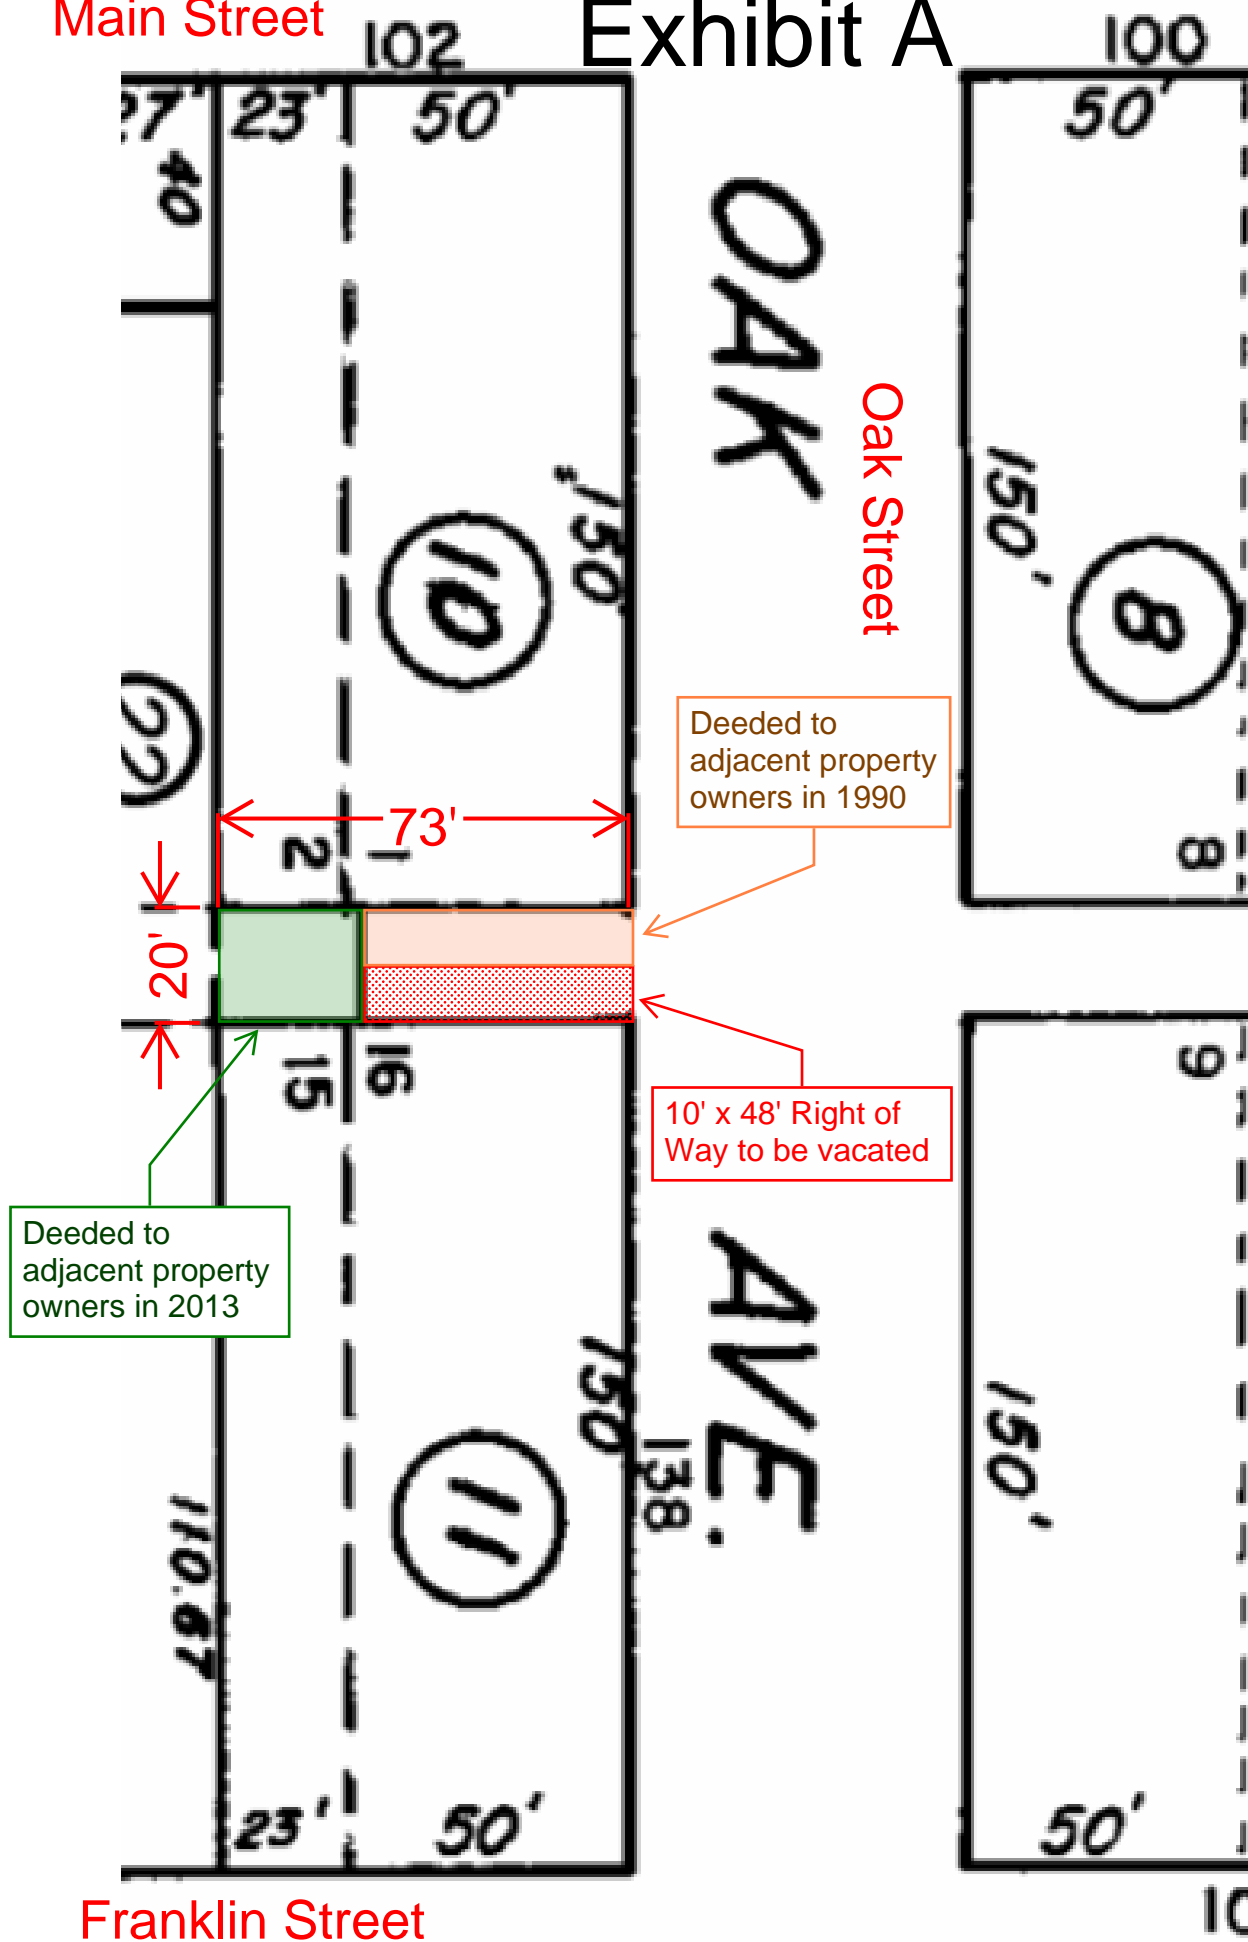 Main Street
102
Exhibit A
100
27'
23'
50'
50'
40
OAK
Oak Street
150'
150'
10
8
22
Deeded to
adjacent property
owners in 1990
73'
2
1
8
20'
15
16
9
10' x 48' Right of
Way to be vacated
Deeded to
adjacent property
owners in 2013
AVE.
150
138
150'
11
110.67
23'
50'
50'
Franklin Street
10